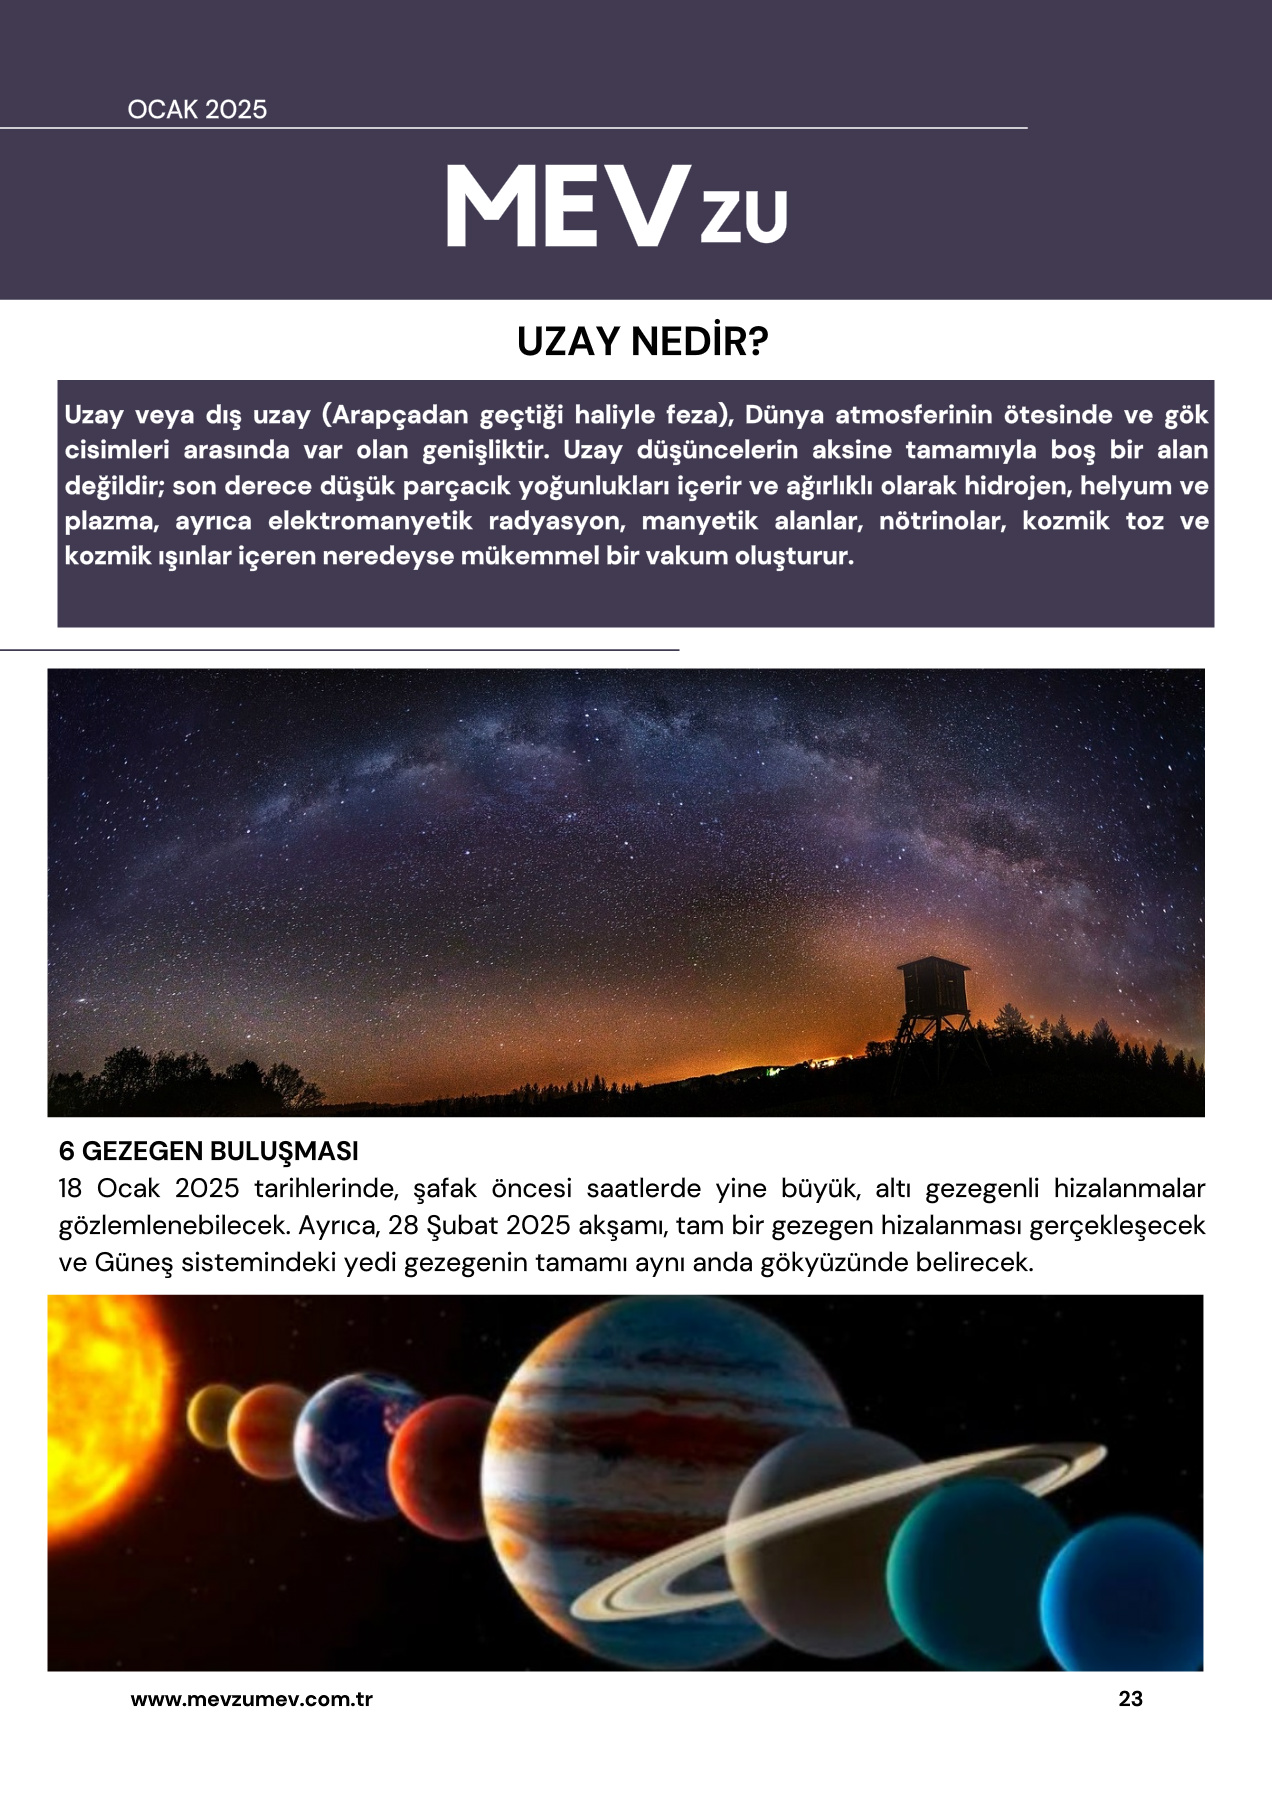 OCAK 2025
MEVzu
UZAY NEDİR?
Uzay veya dış uzay (Arapçadan geçtiği haliyle feza), Dünya atmosferinin ötesinde ve gök
cisimleri arasında var olan genişliktir. Uzay düşüncelerin aksine tamamıyla boş bir alan
değildir; son derece düşük parçacık yoğunlukları içerir ve ağırlıklı olarak hidrojen, helyum ve
plazma, ayrıca elektromanyetik radyasyon, manyetik alanlar, nötrinolar, kozmik toz ve
kozmik ışınlar içeren neredeyse mükemmel bir vakum oluşturur.
6 GEZEGEN BULUŞMASI
18 Ocak 2025 tarihlerinde, şafak öncesi saatlerde yine büyük, altı gezegenli hizalanmalar
gözlemlenebilecek. Ayrıca, 28 Şubat 2025 akşamı, tam bir gezegen hizalanması gerçekleşecek
ve Güneş sistemindeki yedi gezegenin tamamı aynı anda gökyüzünde belirecek.
www.mevzumev.com.tr
23